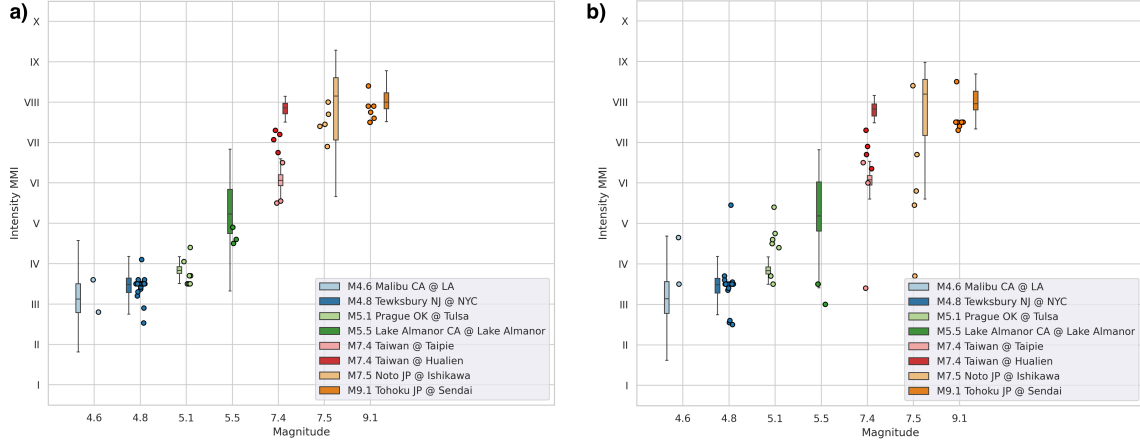 a)
X
IX
VIII
VII
VI
V
IV
III
II
I
Intensity MMI
4.6 4.8 5.1 5.5 7.4 7.5 9.1
Magnitude
M4.6 Malibu CA @ LA
M4.8 Tewksbury NJ @ NYC
M5.1 Prague OK @ Tulsa
M5.5 Lake Almanor CA @ Lake Almanor
M7.4 Taiwan @ Taipie
M7.4 Taiwan @ Hualien
M7.5 Noto JP @ Ishikawa
M9.1 Tohoku JP @ Sendai
b)
X
IX
VIII
VII
VI
V
IV
III
II
I
Intensity MMI
4.6 4.8 5.1 5.5 7.4 7.5 9.1
Magnitude
M4.6 Malibu CA @ LA
M4.8 Tewksbury NJ @ NYC
M5.1 Prague OK @ Tulsa
M5.5 Lake Almanor CA @ Lake Almanor
M7.4 Taiwan @ Taipie
M7.4 Taiwan @ Hualien
M7.5 Noto JP @ Ishikawa
M9.1 Tohoku JP @ Sendai